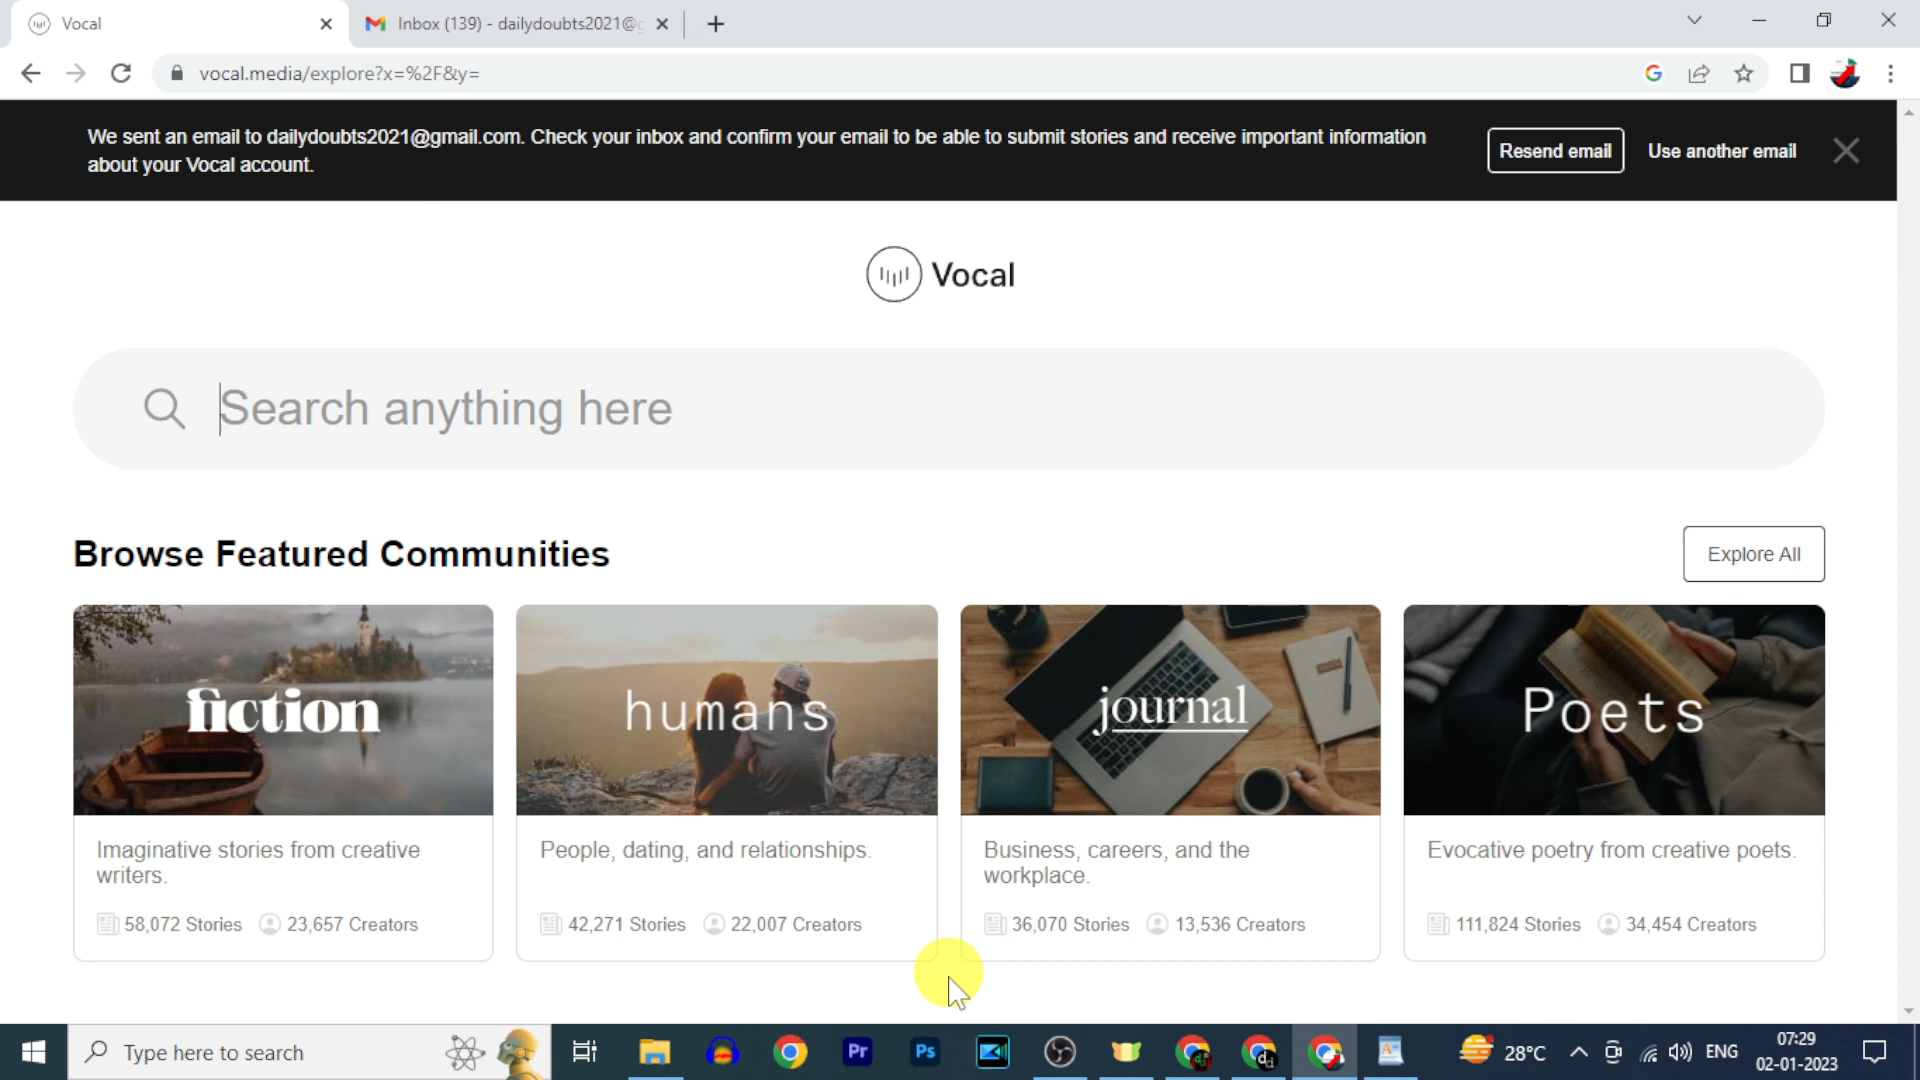 Vocal
Inbox (139) - dailydoubts2021@g
vocal.media/explore?x=%2F&y=
We sent an email to dailydoubts2021@gmail.com. Check your inbox and confirm your email to be able to submit stories and receive important information
about your Vocal account.
Resend email
Use another email
Vocal
Search anything here
Browse Featured Communities
Explore All
fiction
humans
journal
Poets
Imaginative stories from creative
writers.
58,072 Stories 23,657 Creators
People, dating, and relationships.
42,271 Stories 22,007 Creators
Business, careers, and the
workplace.
36,070 Stories 13,536 Creators
Evocative poetry from creative poets.
111,824 Stories 34,454 Creators
Type here to search
Pr
Ps
28°C
ENG
07:29
02-01-2023